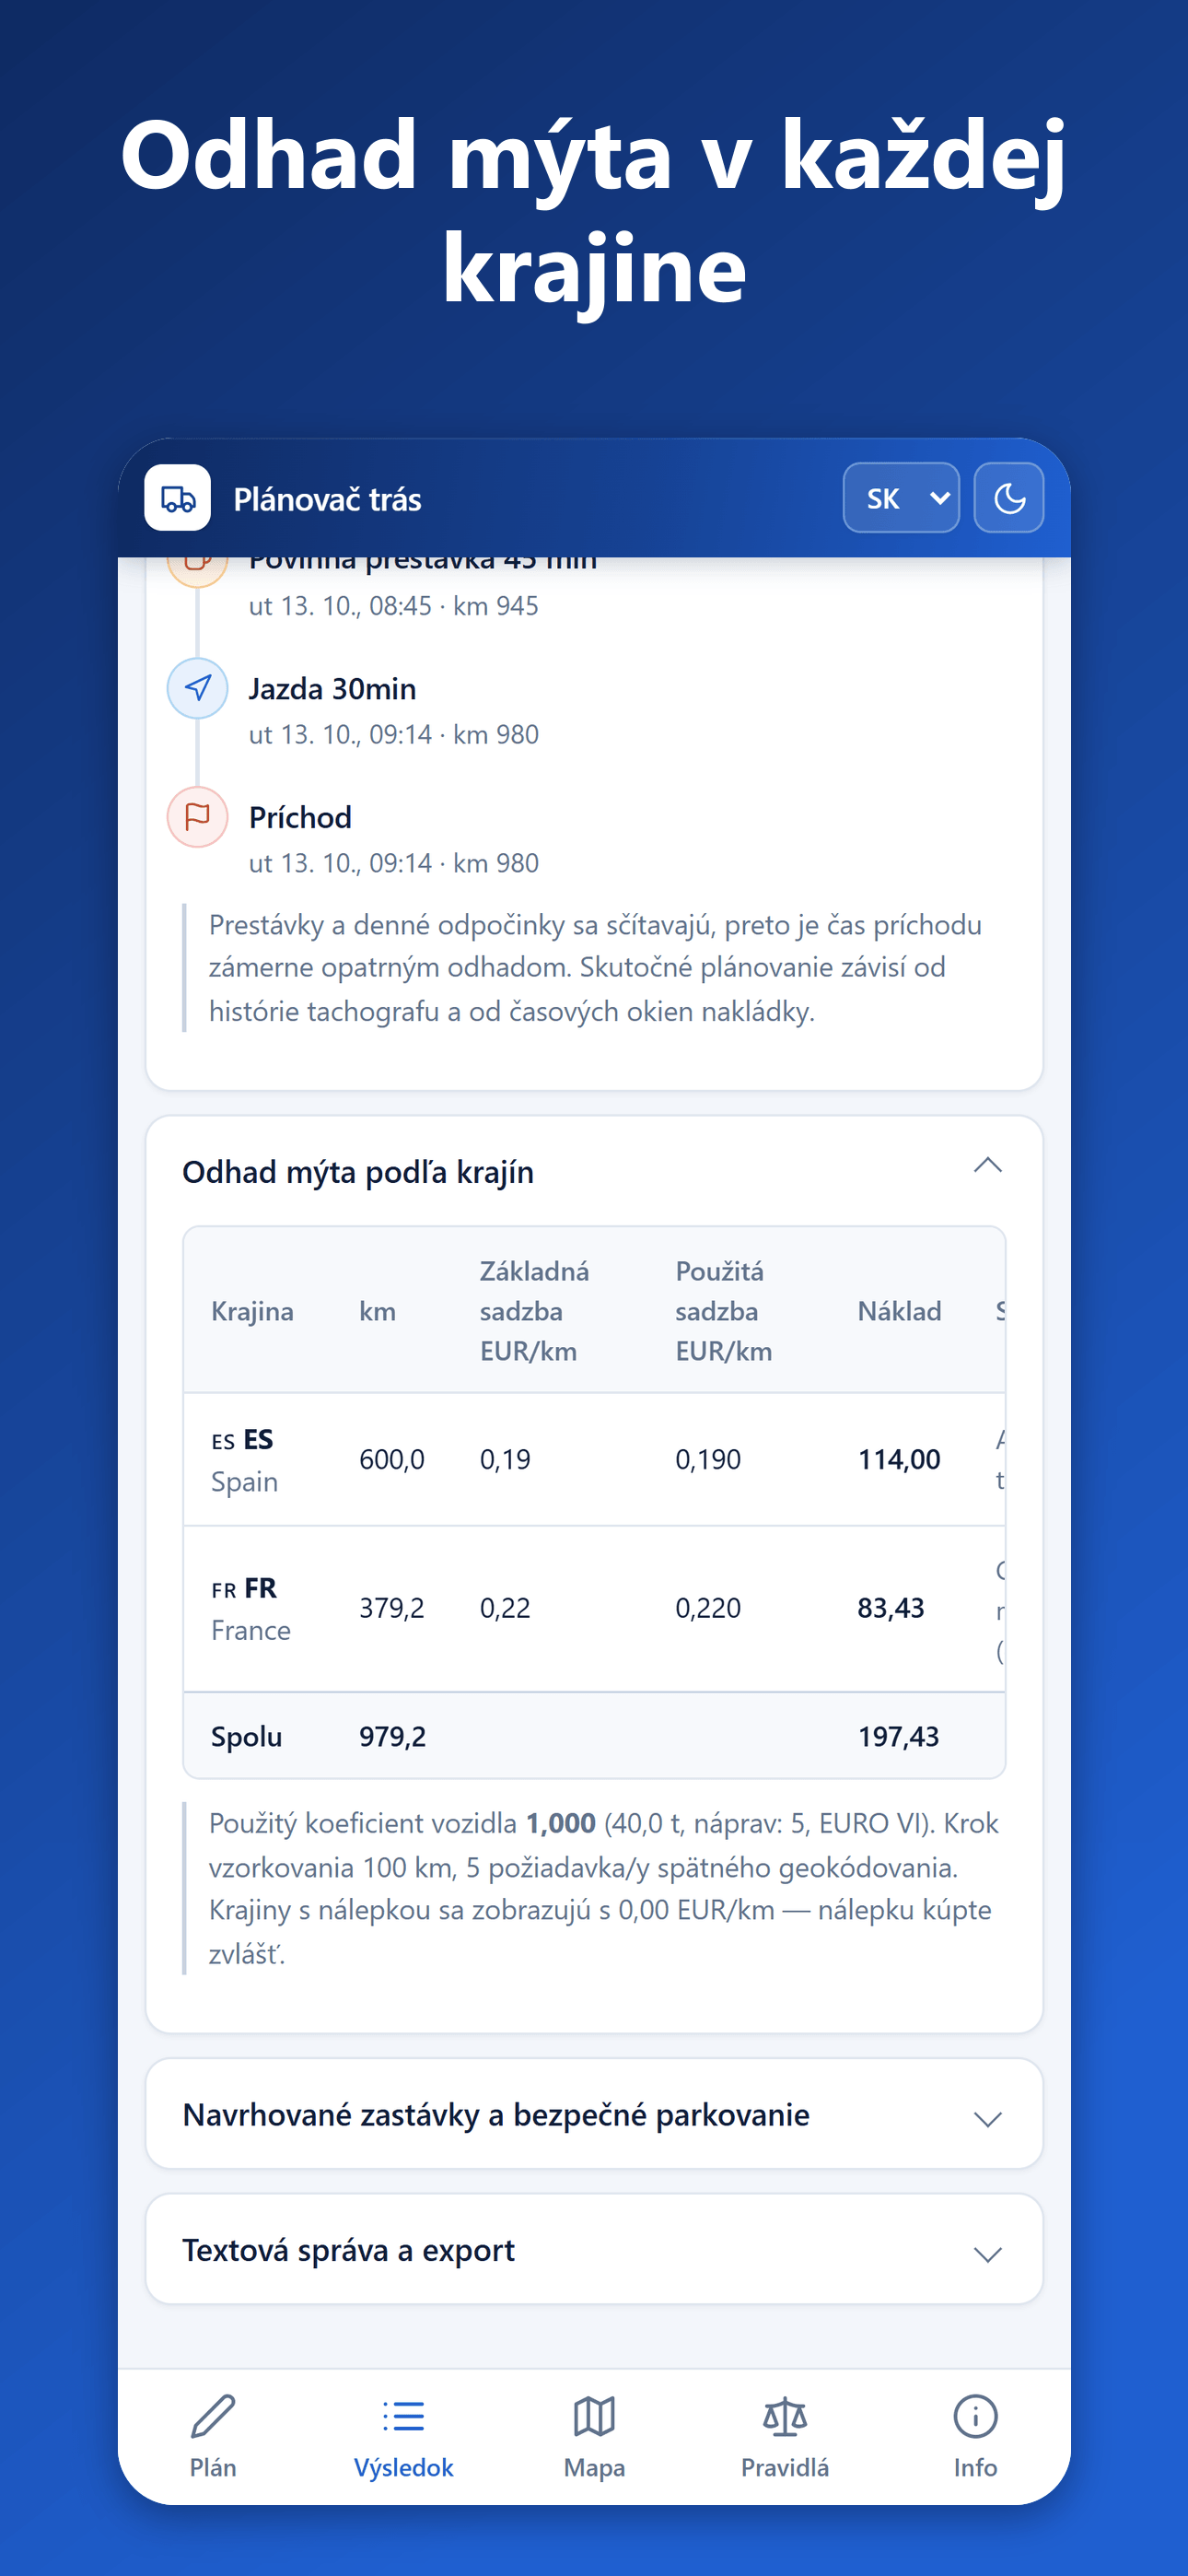 Odhad mýta v každej
krajine
Plánovač trás
SK
Povinná prestávka 45 min
ut 13. 10., 08:45 · km 945
Jazda 30min
ut 13. 10., 09:14 · km 980
Príchod
ut 13. 10., 09:14 · km 980
Prestávky a denné odpočinky sa sčítavajú, preto je čas príchodu
zámerne opatrným odhadom. Skutočné plánovanie závisí od
histórie tachografu a od časových okien nakládky.
Odhad mýta podľa krajín
Krajina km Základná sadzba EUR/km Použitá sadzba EUR/km Náklad
ES ES Spain 600,0 0,19 0,190 114,00
FR FR France 379,2 0,22 0,220 83,43
Spolu 979,2 197,43
Použitý koeficient vozidla 1,000 (40,0 t, náprav: 5, EURO VI). Krok
vzorkovania 100 km, 5 požiadavka/y spätného geokódovania.
Krajiny s nálepkou sa zobrazujú s 0,00 EUR/km — nálepku kúpte
zvlášť.
Navrhované zastávky a bezpečné parkovanie
Textová správa a export
Plán Výsledok Mapa Pravidlá Info